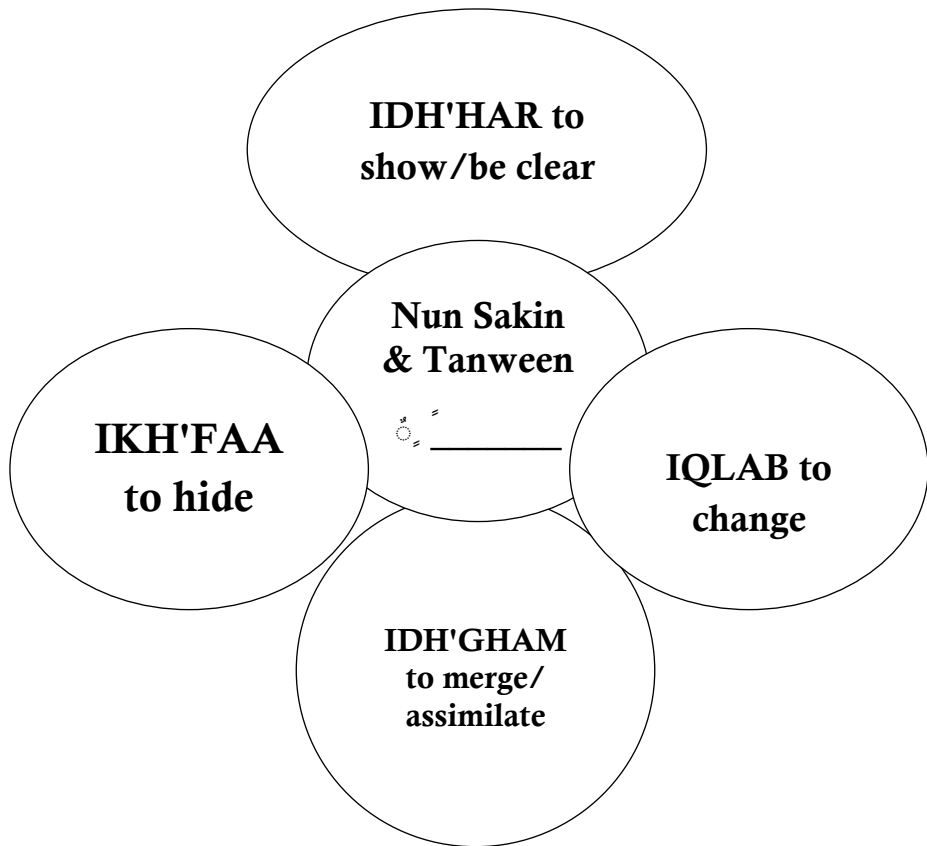 IDH'HAR to
show/be clear
Nun Sakin
& Tanween
IKH'FAA
to hide
IQLAB to
change
IDH'GHAM
to merge/
assimilate